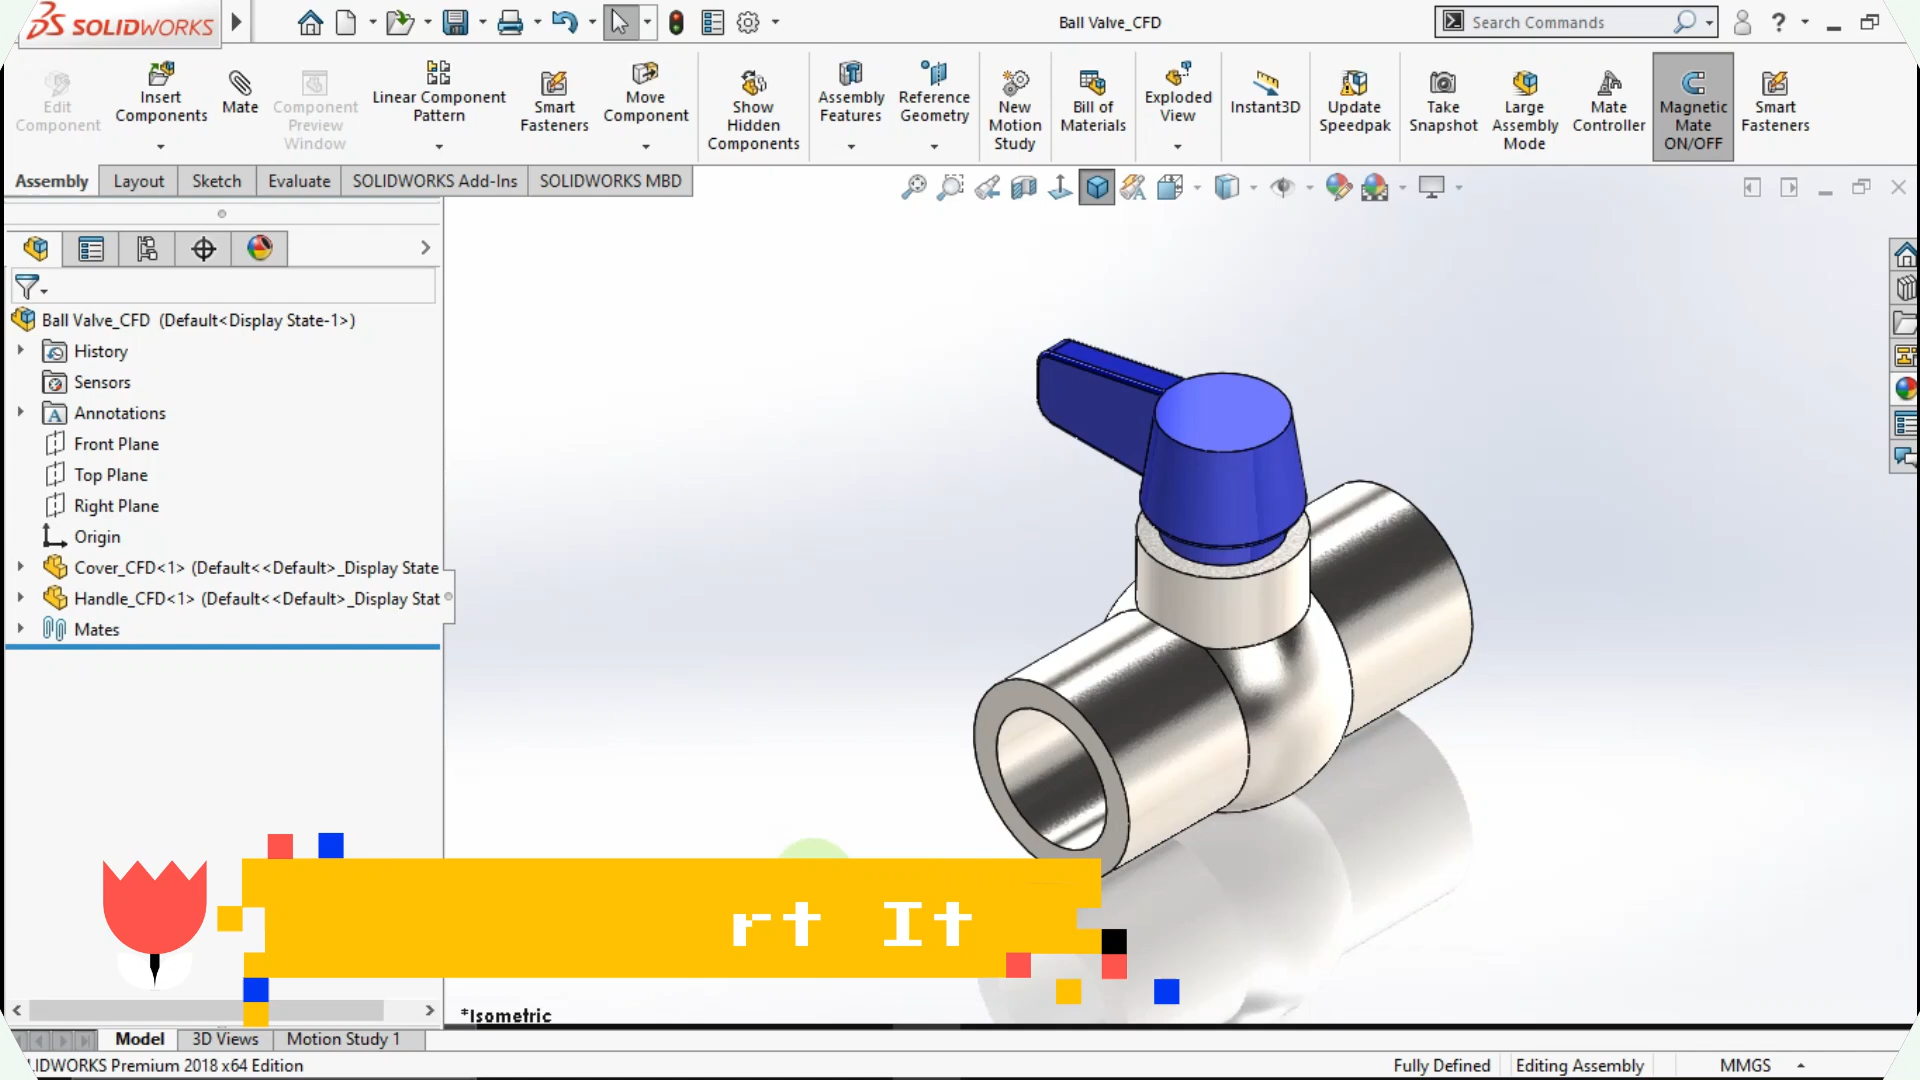 SOLIDWORKS
Ball Valve_CFD
Search Commands
Edit Component
Insert Components
Mate
Component Preview Window
Linear Component Pattern
Smart Fasteners
Move Component
Show Hidden Components
Assembly Features
Reference Geometry
New Motion Study
Bill of Materials
Exploded View
Instant3D
Update Speedpak
Take Snapshot
Large Assembly Mode
Mate Controller
Magnetic Mate ON/OFF
Smart Fasteners
Assembly
Layout
Sketch
Evaluate
SOLIDWORKS Add-Ins
SOLIDWORKS MBD
Ball Valve_CFD (Default<Display State-1>)
History
Sensors
Annotations
Front Plane
Top Plane
Right Plane
Origin
Cover_CFD<1> (Default<<Default>_Display State
Handle_CFD<1> (Default<<Default>_Display Stat
Mates
rt It
*Isometric
Model
3D Views
Motion Study 1
LIDWORKS Premium 2018 x64 Edition
Fully Defined
Editing Assembly
MMGS